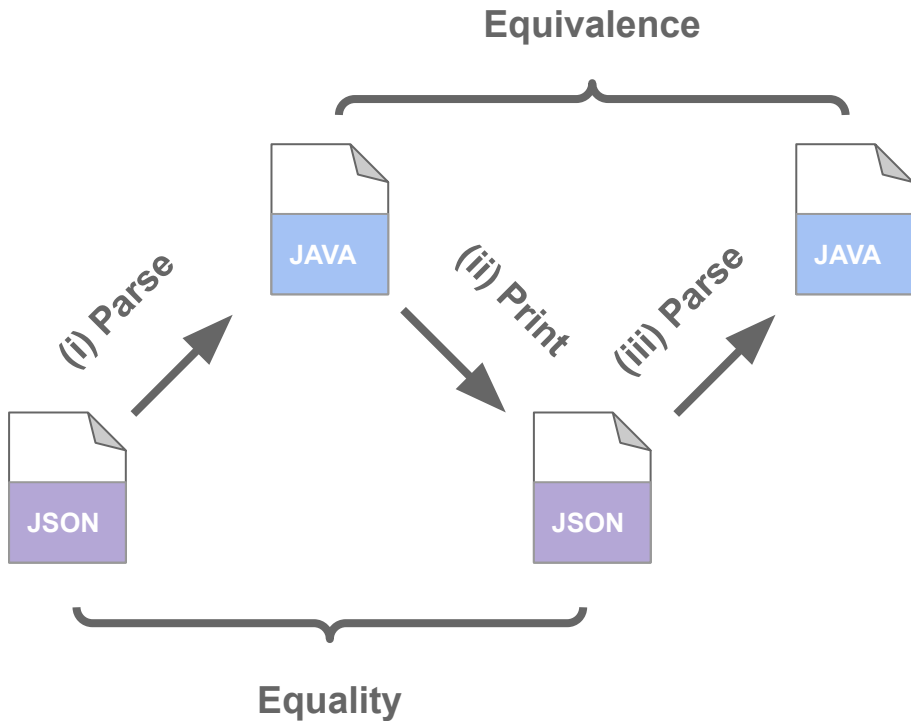 Equivalence
JAVA
JAVA
(i) Parse
(ii) Print
(iii) Parse
JSON
JSON
Equality